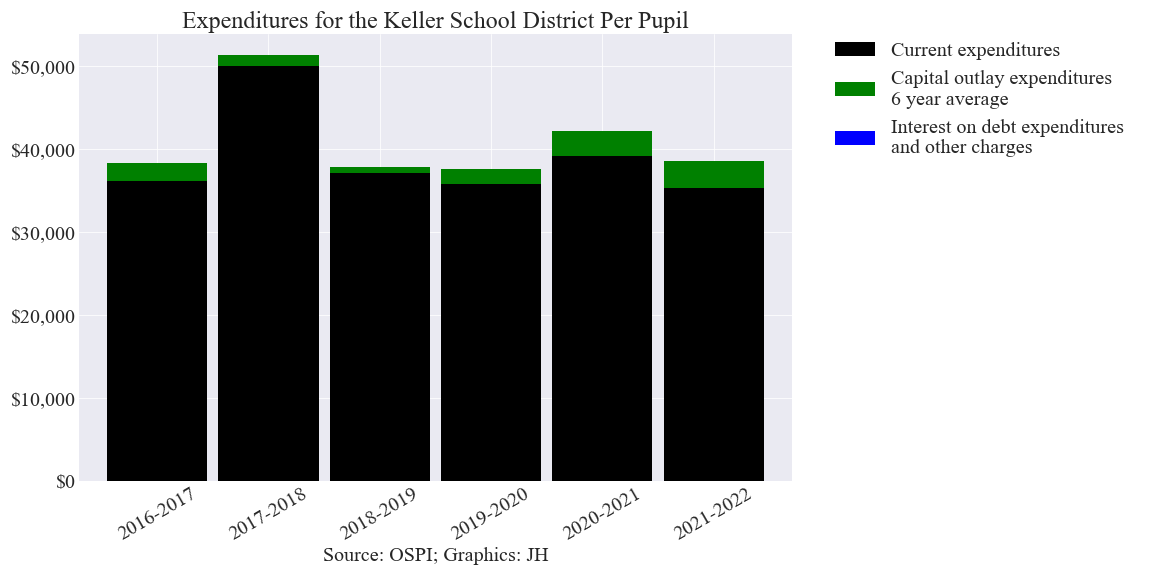 Expenditures for the Keller School District Per Pupil
$50,000
$40,000
$30,000
$20,000
$10,000
$0
2016-2017
2017-2018
2018-2019
2019-2020
2020-2021
2021-2022
Source: OSPI; Graphics: JH
Current expenditures
Capital outlay expenditures
6 year average
Interest on debt expenditures
and other charges